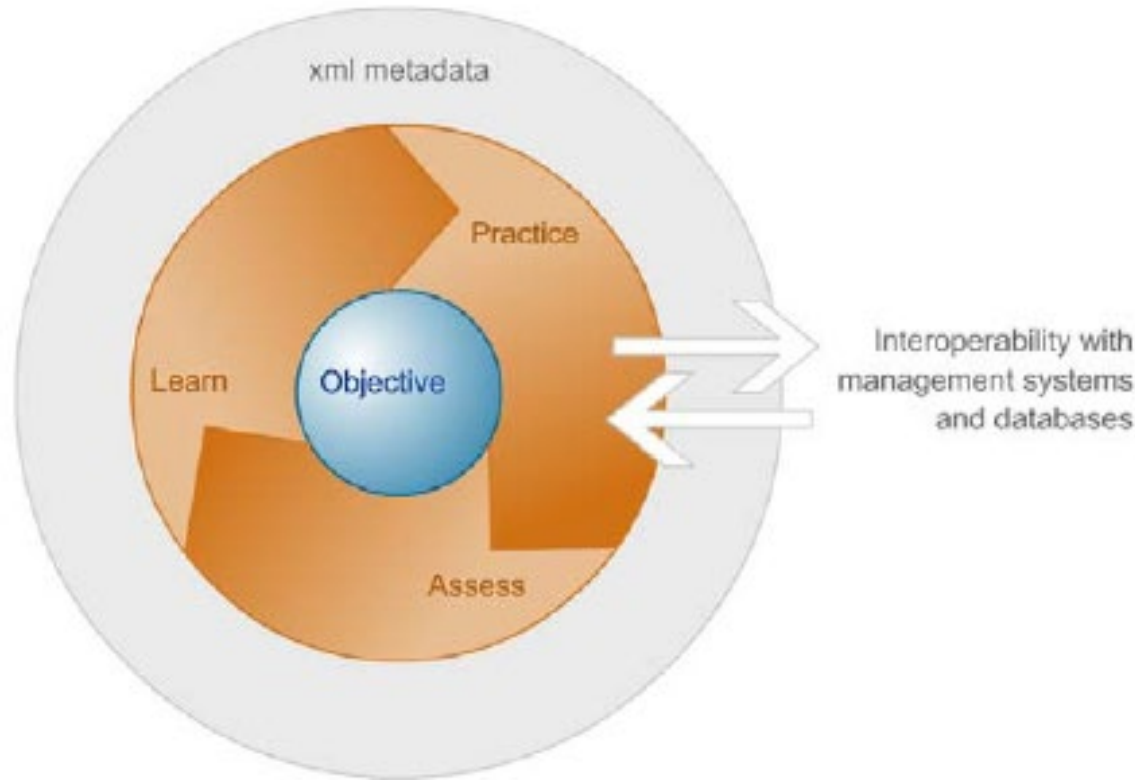 xml metadata
Practice
Learn
Objective
Assess
Interoperability with
management systems
and databases